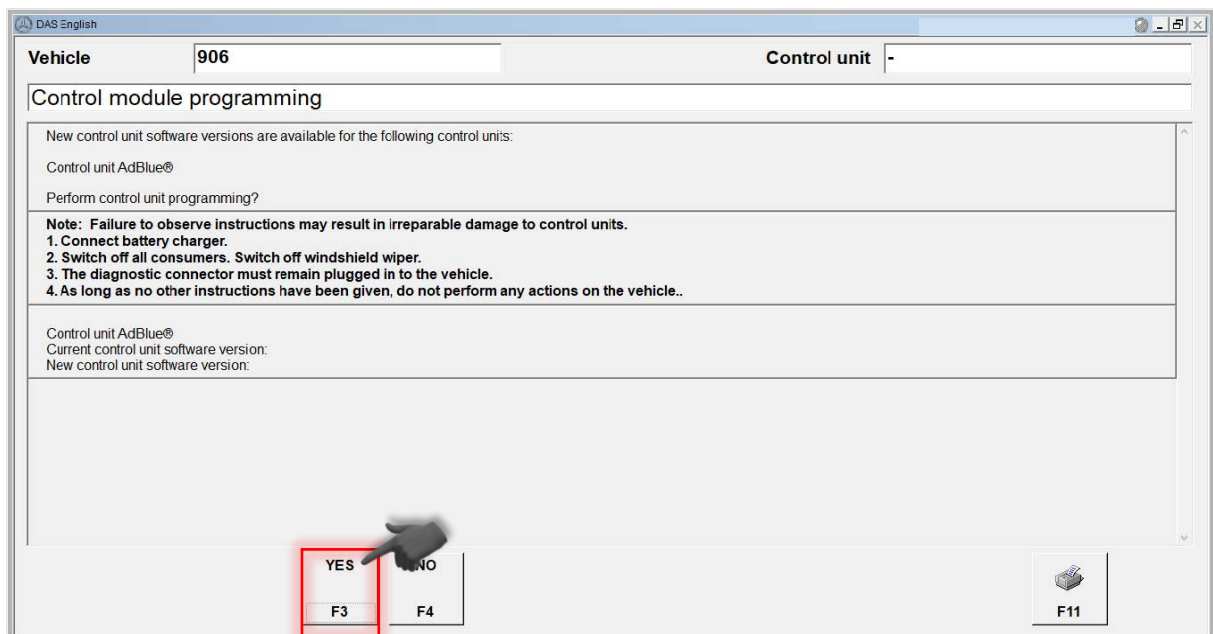 DAS English
Vehicle 906 Control unit -
Control module programming
New control unit software versions are available for the following control units:
Control unit AdBlue®
Perform control unit programming?
Note: Failure to observe instructions may result in irreparable damage to control units.
1. Connect battery charger.
2. Switch off all consumers. Switch off windshield wiper.
3. The diagnostic connector must remain plugged in to the vehicle.
4. As long as no other instructions have been given, do not perform any actions on the vehicle..
Control unit AdBlue®
Current control unit software version:
New control unit software version:
YES NO
F3 F4 F11